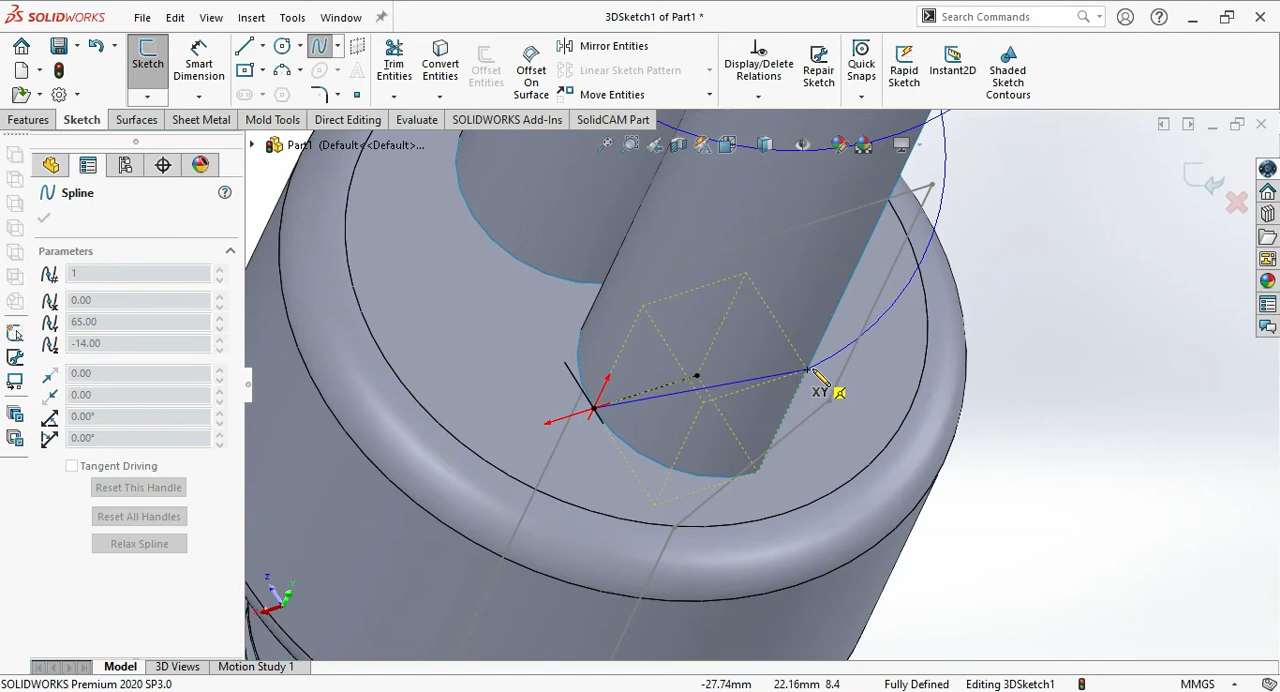 SOLIDWORKS
File Edit View Insert Tools Window
3DSketch1 of Part1 *
Search Commands
Sketch
Smart Dimension
Trim Entities
Convert Entities
Offset Entities
Offset On Surface
Mirror Entities
Linear Sketch Pattern
Move Entities
Display/Delete Relations
Repair Sketch
Quick Snaps
Rapid Sketch
Instant2D
Shaded Sketch Contours
Features Sketch Surfaces Sheet Metal Mold Tools Direct Editing Evaluate SOLIDWORKS Add-Ins SolidCAM Part
Part1 (Default<<Default>...
Spline
Parameters
1
0.00
65.00
-14.00
0.00
0.00
0.00°
0.00°
Tangent Driving
Reset This Handle
Reset All Handles
Relax Spline
XY
Z
Y
X
Model 3D Views Motion Study 1
SOLIDWORKS Premium 2020 SP3.0
-27.74mm 22.16mm 8.4 Fully Defined Editing 3DSketch1 MMGS